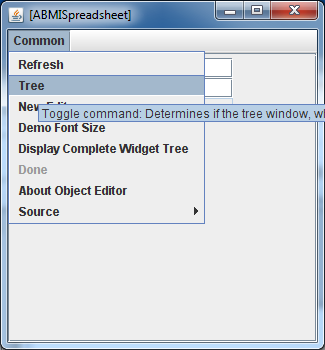 [ABMISpreadsheet]
Common
Refresh
Tree
New
Toggle command: Determines if the tree window,
Demo Font Size
Display Complete Widget Tree
Done
About Object Editor
Source